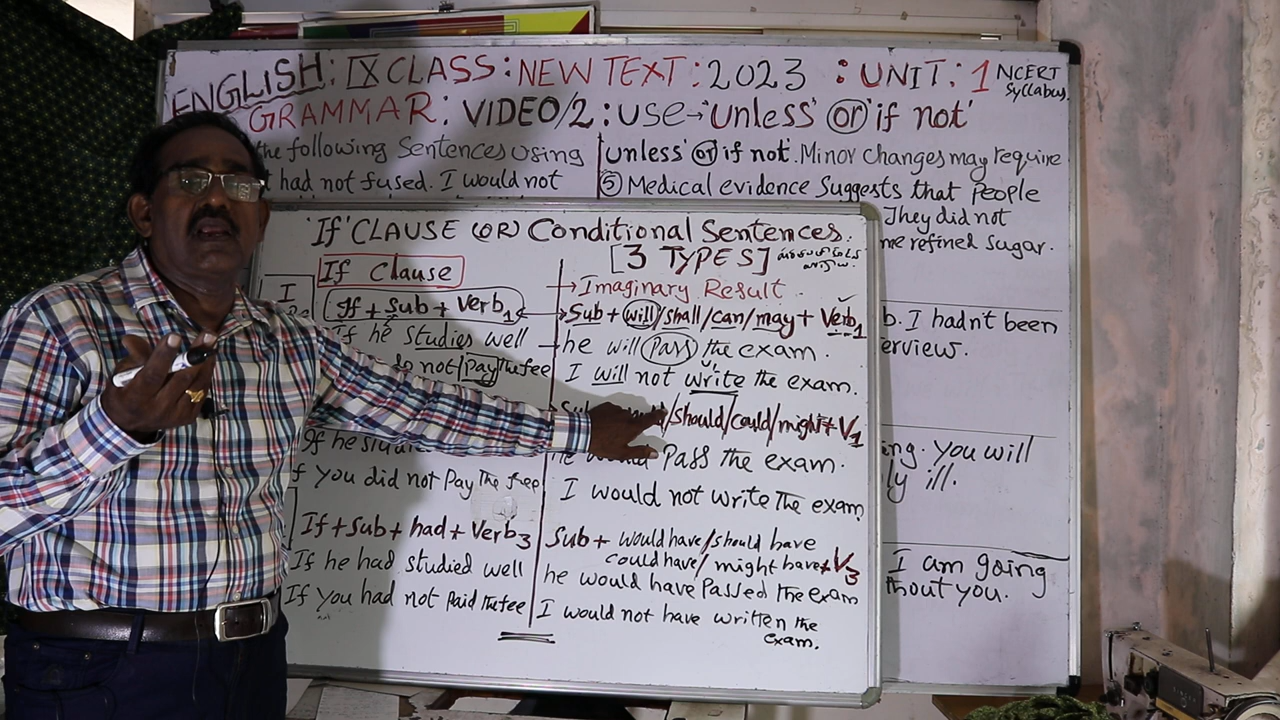 ENGLISH: IX CLASS: NEW TEXT: 2023 : UNIT: 1 NCERT
Syllabus
GRAMMAR: VIDEO/2: USE→'Unless' or 'if not'
the following Sentences using
had not fused. I would not
'Unless' or 'if not'. Minor changes may require
⑤ Medical evidence Suggests that people
They did not
refined sugar.
'If' CLAUSE (OR) Conditional Sentences.
[3 TYPES]
If Clause
→Imaginary Result
I
If + Sub + Verb1
Sub + will/shall/can/may + Verb1
If he studies well
he will Pass the exam.
do not/Pay the fee
I will not write the exam.
/should/could/might + V1
If he
he would Pass the exam.
If you did not Pay the free
I would not write the exam
If + Sub + had + Verb3
Sub + would have/should have
could have/might have + V3
If he had studied well
he would have Passed the exam
If you had not Paid the fee
I would not have written the
exam.
b. I hadn't been
erview.
ng. you will
ly ill.
I am going
thout you.